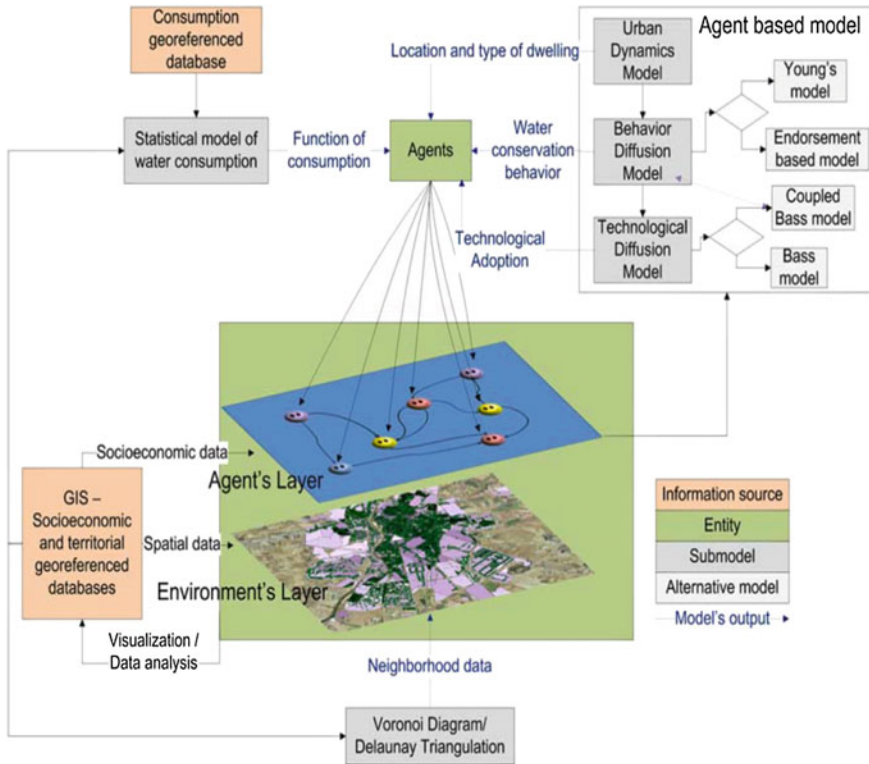 Consumption
georeferenced
database
Location and type of dwelling
Urban
Dynamics
Model
Agent based model
Young's
model
Statistical model of
water consumption
Function of
consumption
Agents
Water
conservation
behavior
Behavior
Diffusion
Model
Endorsement
based model
Coupled
Bass model
Technological
Adoption
Technological
Diffusion
Model
Bass
model
Socioeconomic data
Agent's Layer
GIS –
Socioeconomic
and territorial
georeferenced
databases
Spatial data
Environment's Layer
Visualization /
Data analysis
Neighborhood data
Voronoi Diagram/
Delaunay Triangulation
Information source
Entity
Submodel
Alternative model
Model's output